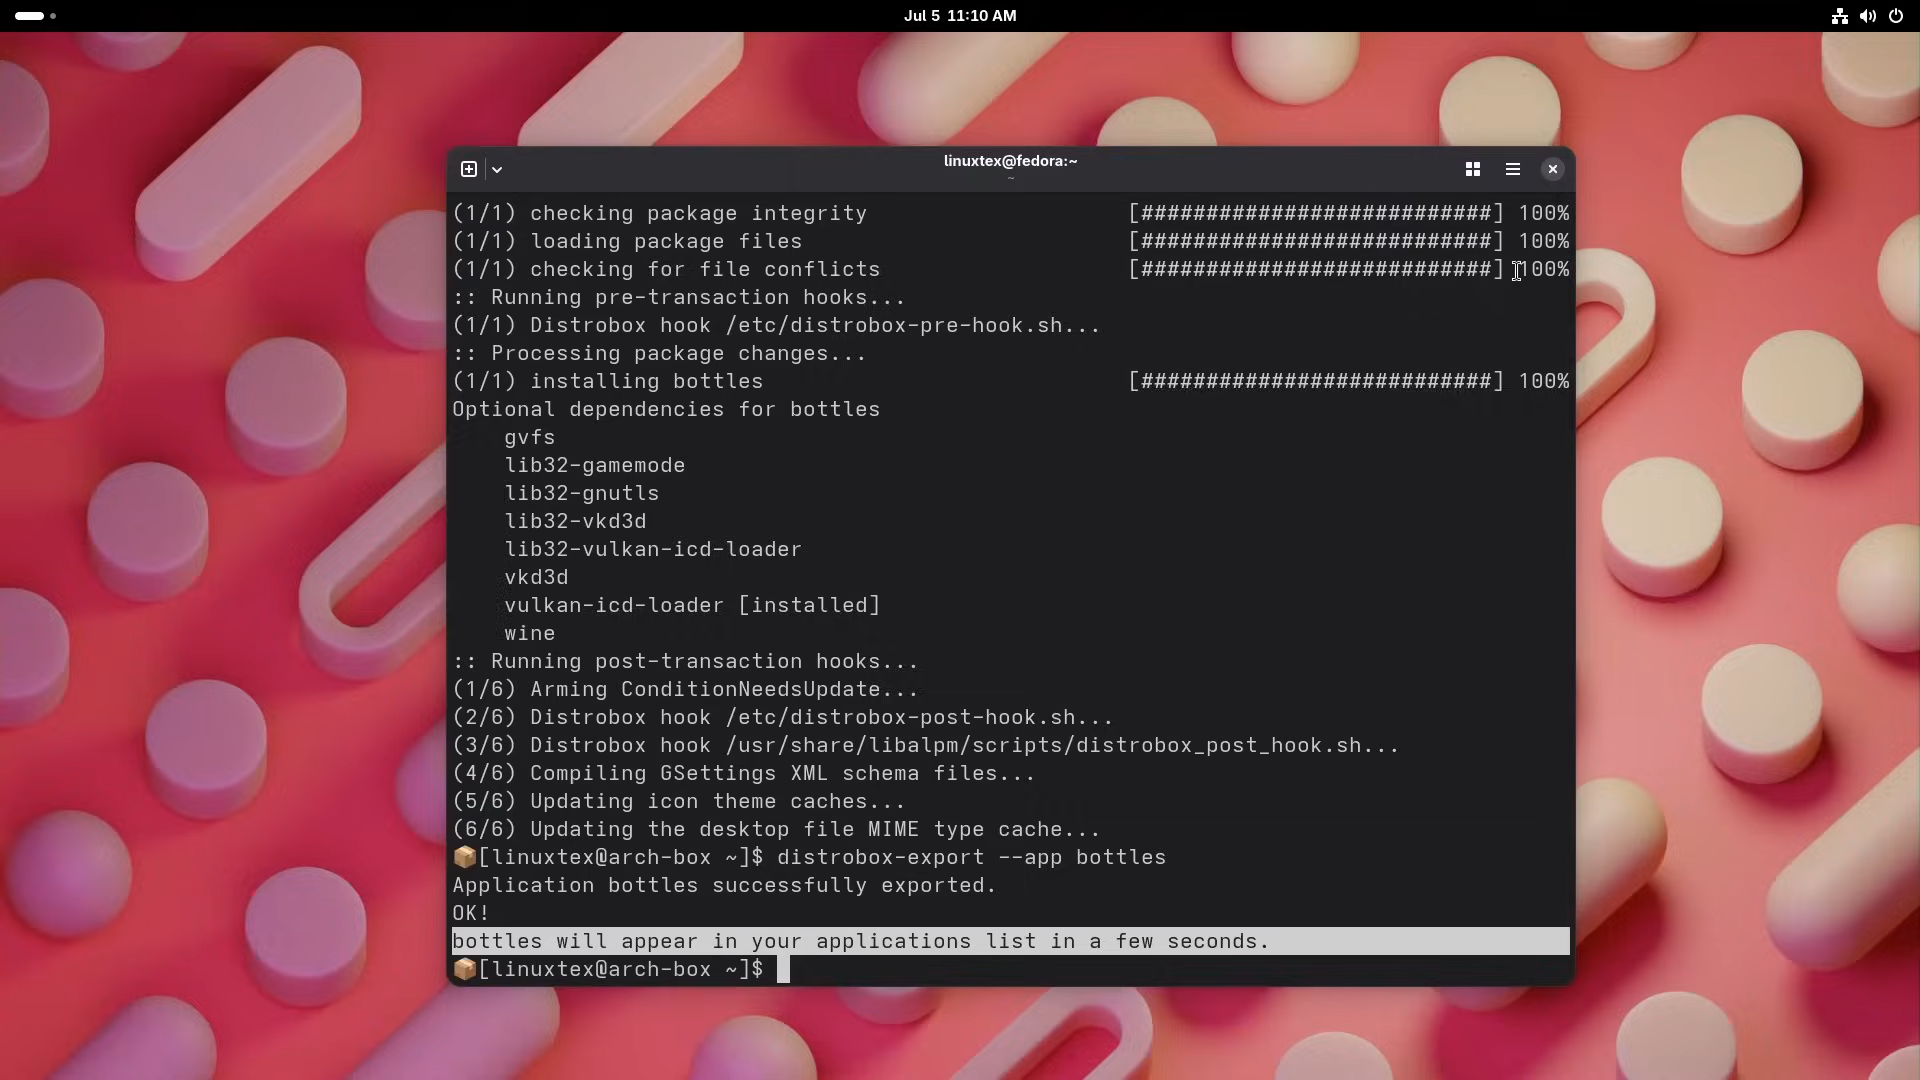 Jul 5 11:10 AM
linuxtex@fedora:~
~
(1/1) checking package integrity [###########################] 100%
(1/1) loading package files [###########################] 100%
(1/1) checking for file conflicts [###########################] 100%
:: Running pre-transaction hooks...
(1/1) Distrobox hook /etc/distrobox-pre-hook.sh...
:: Processing package changes...
(1/1) installing bottles [###########################] 100%
Optional dependencies for bottles
gvfs
lib32-gamemode
lib32-gnutls
lib32-vkd3d
lib32-vulkan-icd-loader
vkd3d
vulkan-icd-loader [installed]
wine
:: Running post-transaction hooks...
(1/6) Arming ConditionNeedsUpdate...
(2/6) Distrobox hook /etc/distrobox-post-hook.sh...
(3/6) Distrobox hook /usr/share/libalpm/scripts/distrobox_post_hook.sh...
(4/6) Compiling GSettings XML schema files...
(5/6) Updating icon theme caches...
(6/6) Updating the desktop file MIME type cache...
📦[linuxtex@arch-box ~]$ distrobox-export --app bottles
Application bottles successfully exported.
OK!
bottles will appear in your applications list in a few seconds.
📦[linuxtex@arch-box ~]$